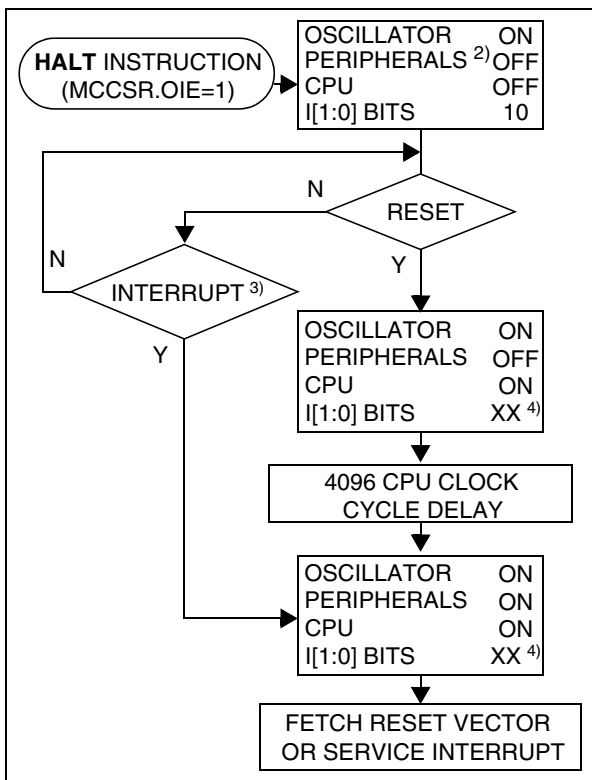 HALT INSTRUCTION
(MCCSR.OIE=1)
OSCILLATOR ON
PERIPHERALS 2) OFF
CPU OFF
I[1:0] BITS 10
N
RESET
N
Y
INTERRUPT 3)
Y
OSCILLATOR ON
PERIPHERALS OFF
CPU ON
I[1:0] BITS XX 4)
4096 CPU CLOCK
CYCLE DELAY
OSCILLATOR ON
PERIPHERALS ON
CPU ON
I[1:0] BITS XX 4)
FETCH RESET VECTOR
OR SERVICE INTERRUPT